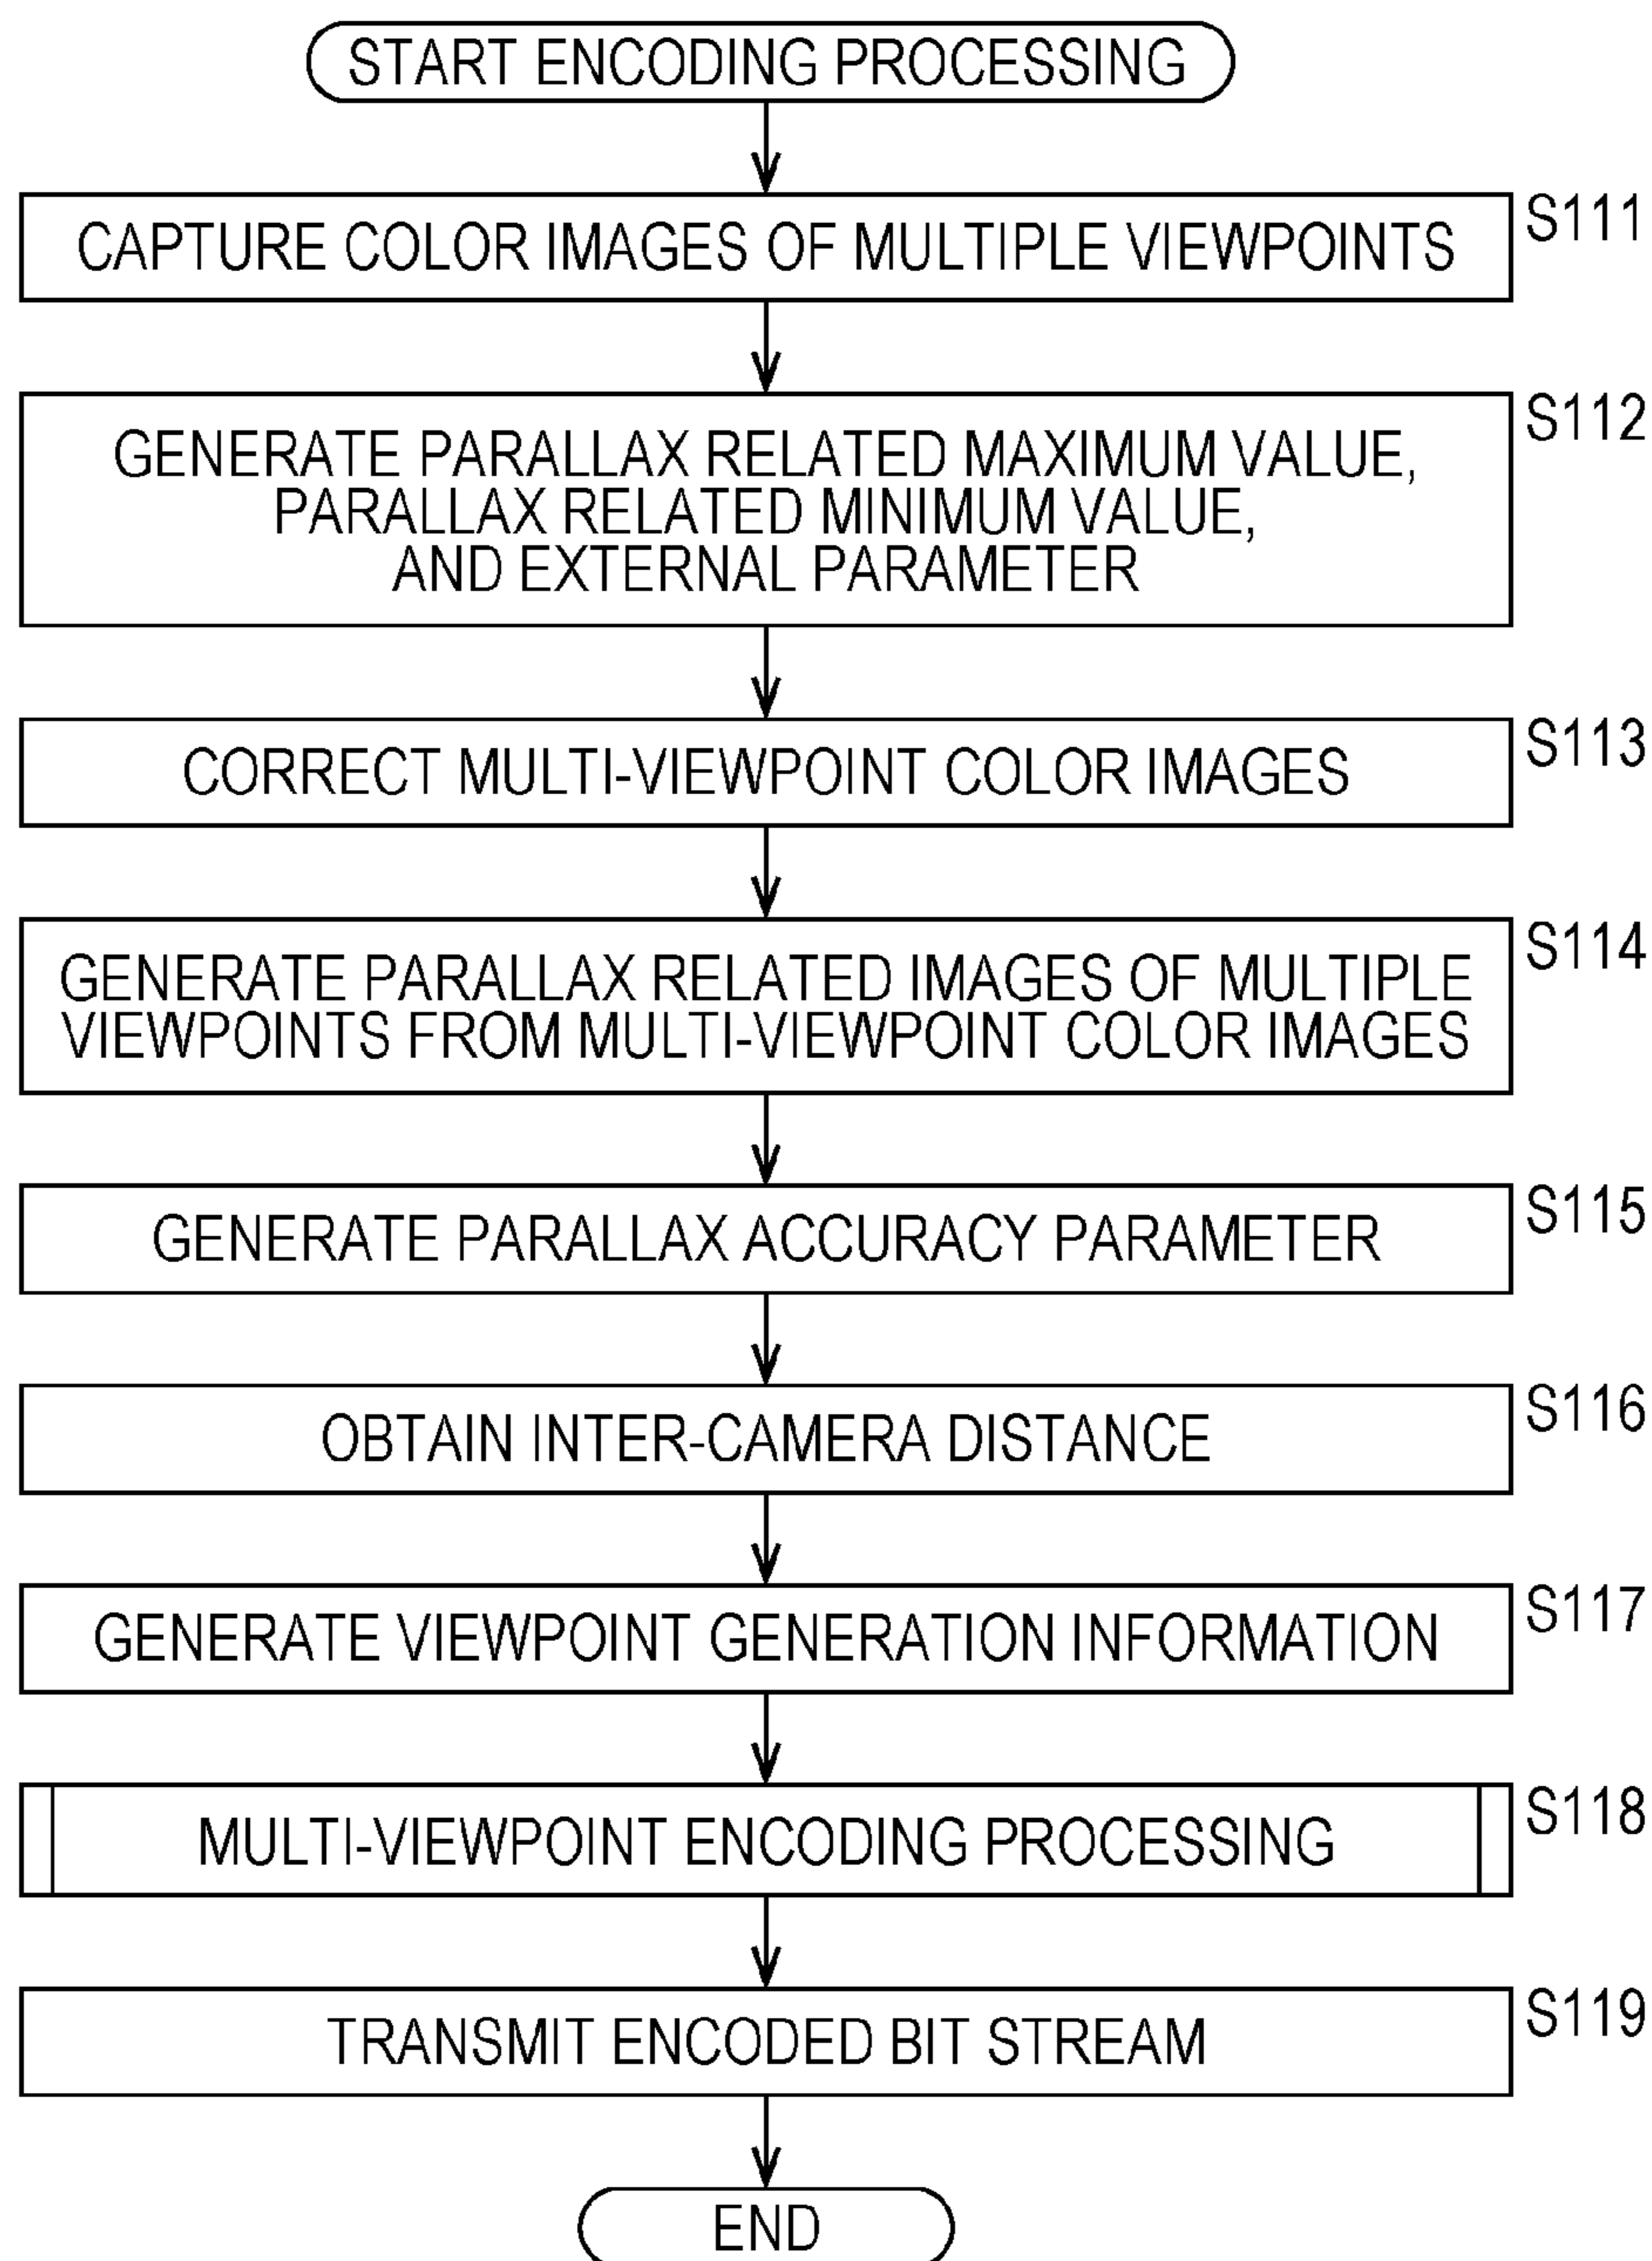 START ENCODING PROCESSING
CAPTURE COLOR IMAGES OF MULTIPLE VIEWPOINTS
S111
GENERATE PARALLAX RELATED MAXIMUM VALUE,
PARALLAX RELATED MINIMUM VALUE,
AND EXTERNAL PARAMETER
S112
CORRECT MULTI-VIEWPOINT COLOR IMAGES
S113
GENERATE PARALLAX RELATED IMAGES OF MULTIPLE
VIEWPOINTS FROM MULTI-VIEWPOINT COLOR IMAGES
S114
GENERATE PARALLAX ACCURACY PARAMETER
S115
OBTAIN INTER-CAMERA DISTANCE
S116
GENERATE VIEWPOINT GENERATION INFORMATION
S117
MULTI-VIEWPOINT ENCODING PROCESSING
S118
TRANSMIT ENCODED BIT STREAM
S119
END